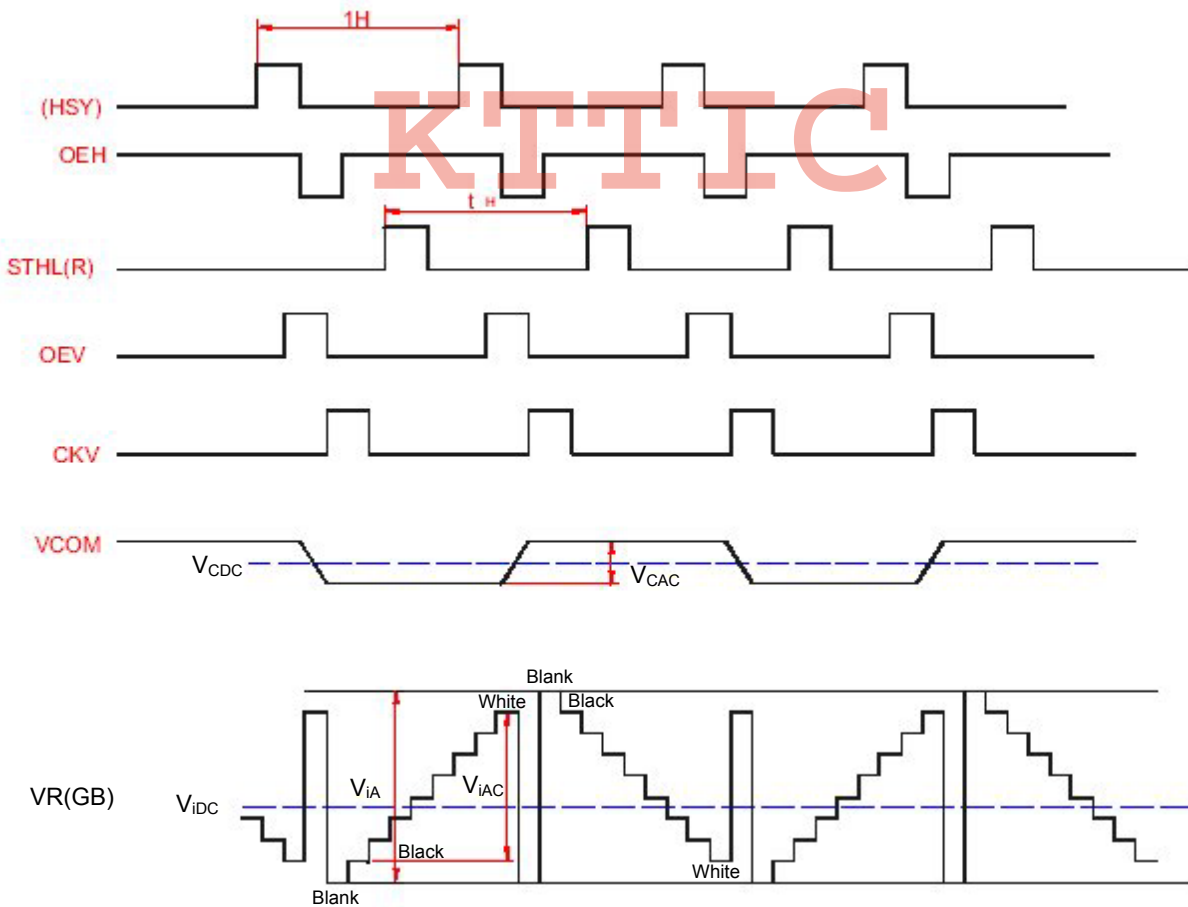 1H
(HSY)
KTTIC
OEH
t H
STHL(R)
OEV
CKV
VCOM
VCDC
VCAC
Blank
White
Black
ViA
ViAC
VR(GB)
ViDC
Black
White
Blank